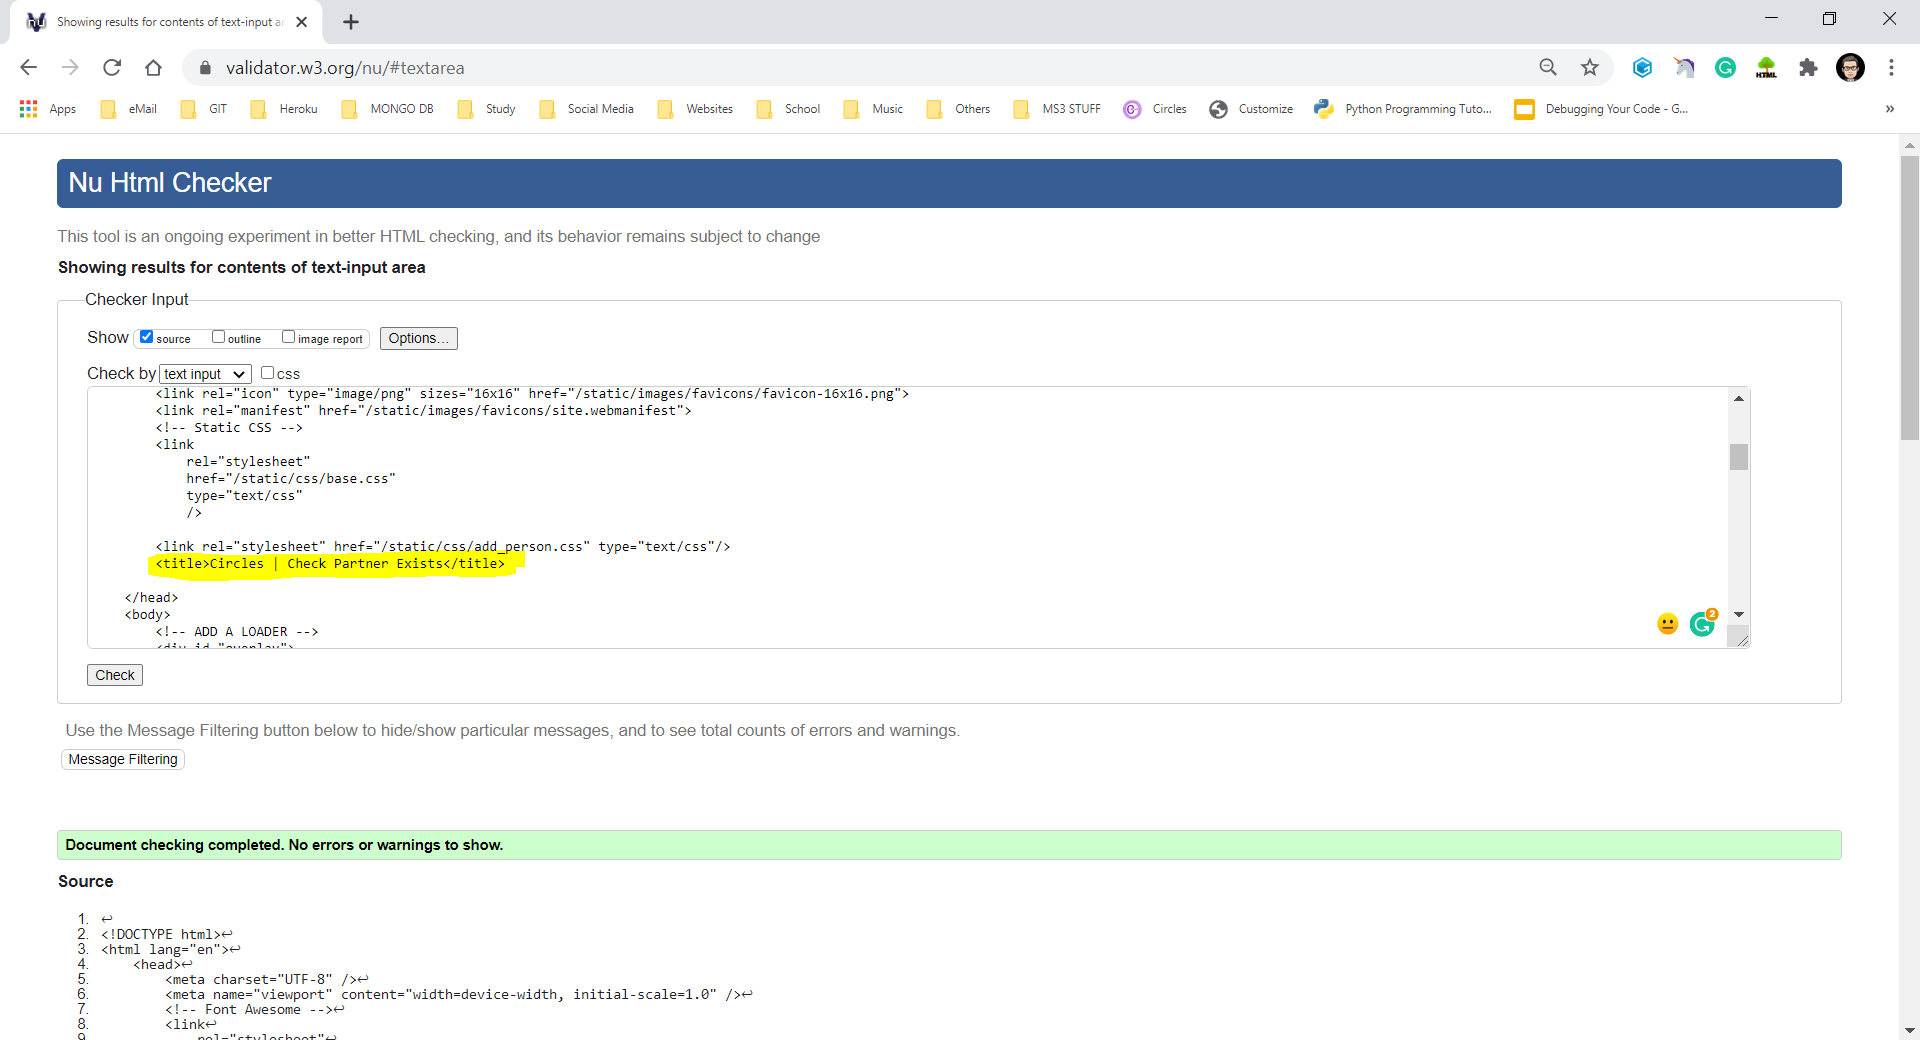 Showing results for contents of text-input ar
validator.w3.org/nu/#textarea
Apps eMail GIT Heroku MONGO DB Study Social Media Websites School Music Others MS3 STUFF Circles Customize Python Programming Tuto... Debugging Your Code - G... »
Nu Html Checker
This tool is an ongoing experiment in better HTML checking, and its behavior remains subject to change
Showing results for contents of text-input area
Checker Input
Show source outline image report Options...
Check by text input css
<link rel="icon" type="image/png" sizes="16x16" href="/static/images/favicons/favicon-16x16.png">
<link rel="manifest" href="/static/images/favicons/site.webmanifest">
<!-- Static CSS -->
<link
rel="stylesheet"
href="/static/css/base.css"
type="text/css"
/>
<link rel="stylesheet" href="/static/css/add_person.css" type="text/css"/>
<title>Circles | Check Partner Exists</title>
</head>
<body>
<!-- ADD A LOADER -->
<div id="overlay">
2
Check
Use the Message Filtering button below to hide/show particular messages, and to see total counts of errors and warnings.
Message Filtering
Document checking completed. No errors or warnings to show.
Source
1. ↩
2. <!DOCTYPE html>↩
3. <html lang="en">↩
4. <head>↩
5. <meta charset="UTF-8" />↩
6. <meta name="viewport" content="width=device-width, initial-scale=1.0" />↩
7. <!-- Font Awesome -->↩
8. <link↩
9. rel="stylesheet"↩